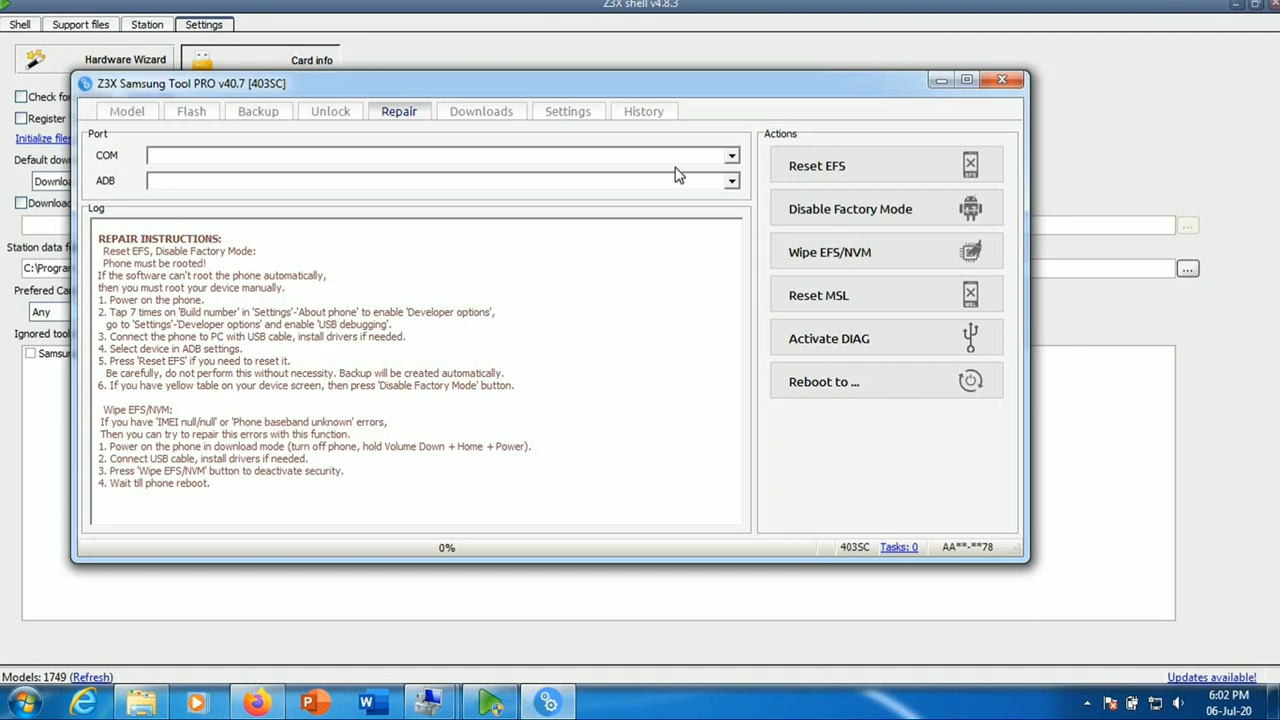 Z3X shell v4.8.3
Shell
Support files
Station
Settings
Hardware Wizard
Card info
Z3X Samsung Tool PRO v40.7 [403SC]
Model
Flash
Backup
Unlock
Repair
Downloads
Settings
History
Check for
Register
Initialize files
Default down
Downloa
Download
Station data f
C:\Progra
...
...
Prefered Car
Any
Ignored tool
Samsu
Port
COM
ADB
Log
REPAIR INSTRUCTIONS:
Reset EFS, Disable Factory Mode:
Phone must be rooted!
If the software can't root the phone automatically,
then you must root your device manually.
1. Power on the phone.
2. Tap 7 times on 'Build number' in 'Settings'-'About phone' to enable 'Developer options',
go to 'Settings'-'Developer options' and enable 'USB debugging'.
3. Connect the phone to PC with USB cable, install drivers if needed.
4. Select device in ADB settings.
5. Press 'Reset EFS' if you need to reset it.
Be carefully, do not perform this without necessity. Backup will be created automatically.
6. If you have yellow table on your device screen, then press 'Disable Factory Mode' button.
Wipe EFS/NVM:
If you have 'IMEI null/null' or 'Phone baseband unknown' errors,
Then you can try to repair this errors with this function.
1. Power on the phone in download mode (turn off phone, hold Volume Down + Home + Power).
2. Connect USB cable, install drivers if needed.
3. Press 'Wipe EFS/NVM' button to deactivate security.
4. Wait till phone reboot.
Actions
Reset EFS
Disable Factory Mode
Wipe EFS/NVM
Reset MSL
Activate DIAG
Reboot to ...
0%
403SC
Tasks: 0
AA**-**78
Models: 1749 (Refresh)
Updates available!
6:02 PM
06-Jul-20